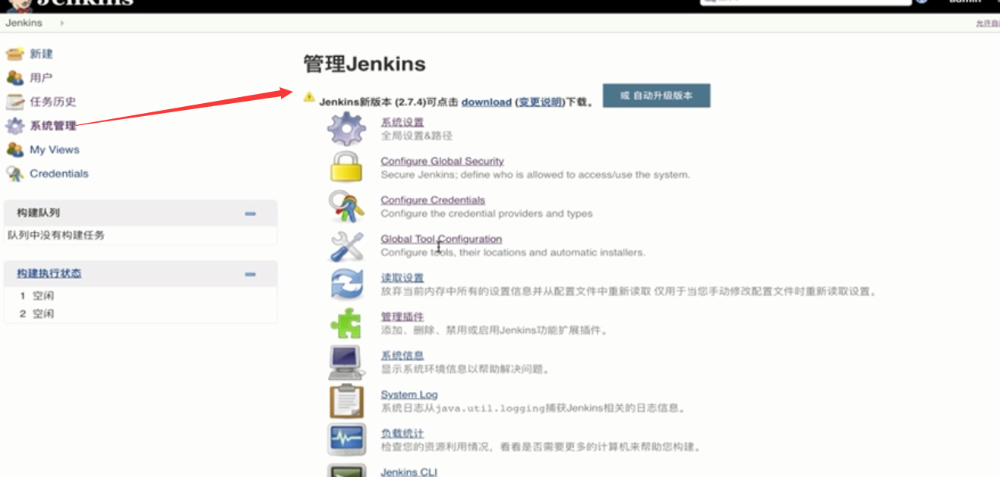 Jenkins
admin
Jenkins
新建
用户
任务历史
系统管理
My Views
Credentials
构建队列
队列中没有构建任务
构建执行状态
1 空闲
2 空闲
管理Jenkins
Jenkins新版本 (2.7.4)可点击 download (变更说明)下载。
或 自动升级版本
系统设置
全局设置&路径
Configure Global Security
Secure Jenkins; define who is allowed to access/use the system.
Configure Credentials
Configure the credential providers and types
Global Tool Configuration
Configure tools, their locations and automatic installers.
读取设置
放弃当前内存中所有的设置信息并从配置文件中重新读取 仅用于当您手动修改配置文件时重新读取设置。
管理插件
添加、删除、禁用或启用Jenkins功能扩展插件。
系统信息
显示系统环境信息以帮助解决问题。
System Log
系统日志从java.util.logging捕获Jenkins相关的日志信息。
负载统计
检查您的资源利用情况，看看是否需要更多的计算机来帮助您构建。
Jenkins CLI